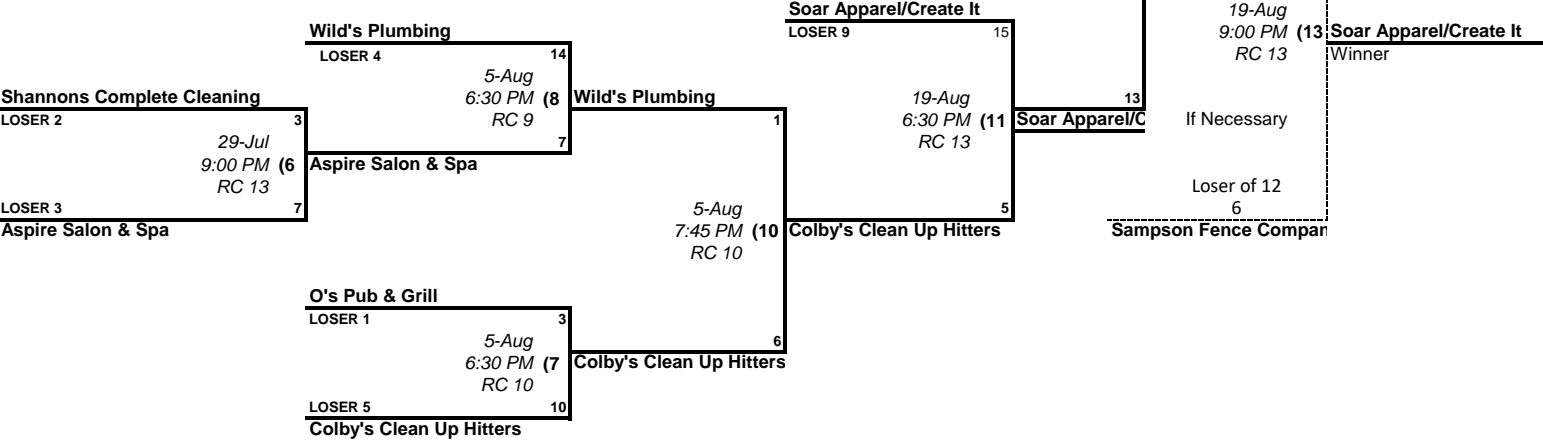 Soar Apparel/Create It
LOSER 9
15
19-Aug
9:00 PM (13
RC 13
Soar Apparel/Create It
Winner
Wild's Plumbing
LOSER 4
14
5-Aug
6:30 PM (8
RC 9
7
Wild's Plumbing
1
Shannons Complete Cleaning
LOSER 2
3
29-Jul
9:00 PM (6
RC 13
LOSER 3
7
Aspire Salon & Spa
Aspire Salon & Spa
19-Aug
6:30 PM (11
RC 13
13
Soar Apparel/C
If Necessary
Loser of 12
6
Sampson Fence Compan
5-Aug
7:45 PM (10
RC 10
5
Colby's Clean Up Hitters
O's Pub & Grill
LOSER 1
3
5-Aug
6:30 PM (7
RC 10
6
Colby's Clean Up Hitters
LOSER 5
10
Colby's Clean Up Hitters